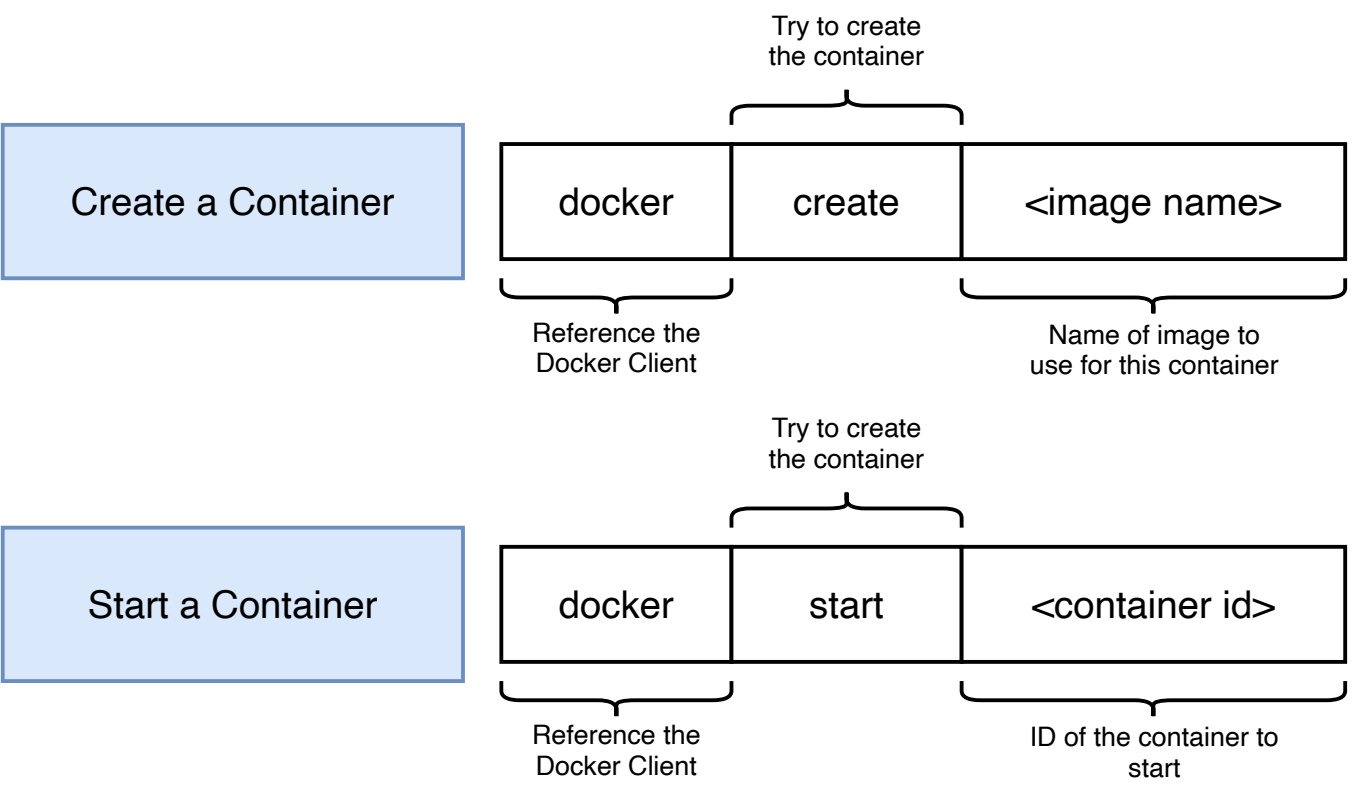 Try to create
the container
Create a Container
docker
create
<image name>
Reference the
Docker Client
Name of image to
use for this container
Try to create
the container
Start a Container
docker
start
<container id>
Reference the
Docker Client
ID of the container to
start